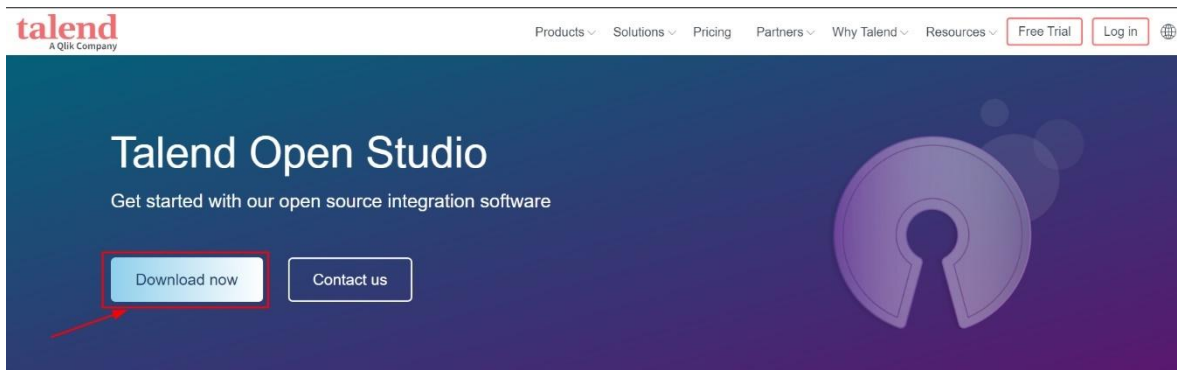 talend
A Qlik Company
Products Solutions Pricing Partners Why Talend Resources Free Trial Log in
Talend Open Studio
Get started with our open source integration software
Download now Contact us